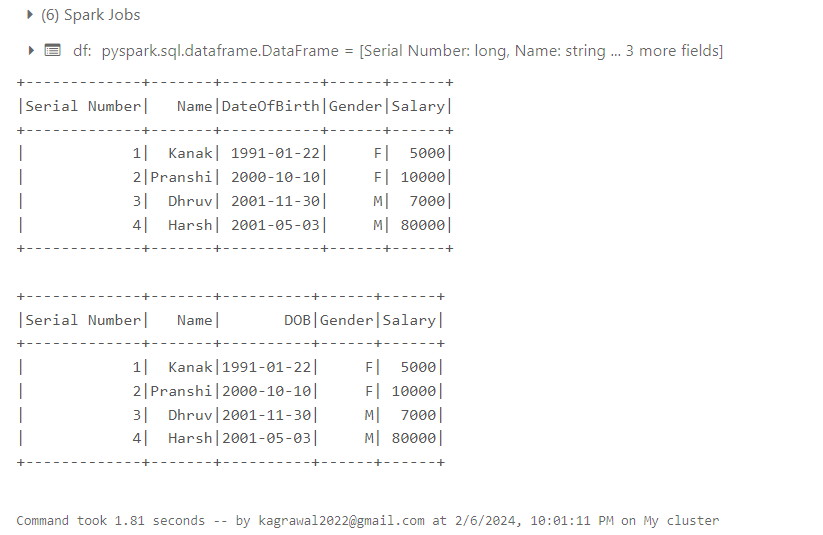 (6) Spark Jobs
df: pyspark.sql.dataframe.DataFrame = [Serial Number: long, Name: string ... 3 more fields]
+-------------+-------+-----------+------+------+
|Serial Number|   Name|DateOfBirth|Gender|Salary|
+-------------+-------+-----------+------+------+
|            1|  Kanak| 1991-01-22|     F|  5000|
|            2|Pranshi| 2000-10-10|     F| 10000|
|            3|  Dhruv| 2001-11-30|     M|  7000|
|            4|  Harsh| 2001-05-03|     M| 80000|
+-------------+-------+-----------+------+------+
+-------------+-------+----------+------+------+
|Serial Number|   Name|       DOB|Gender|Salary|
+-------------+-------+----------+------+------+
|            1|  Kanak|1991-01-22|     F|  5000|
|            2|Pranshi|2000-10-10|     F| 10000|
|            3|  Dhruv|2001-11-30|     M|  7000|
|            4|  Harsh|2001-05-03|     M| 80000|
+-------------+-------+----------+------+------+
Command took 1.81 seconds -- by kagrawal2022@gmail.com at 2/6/2024, 10:01:11 PM on My cluster